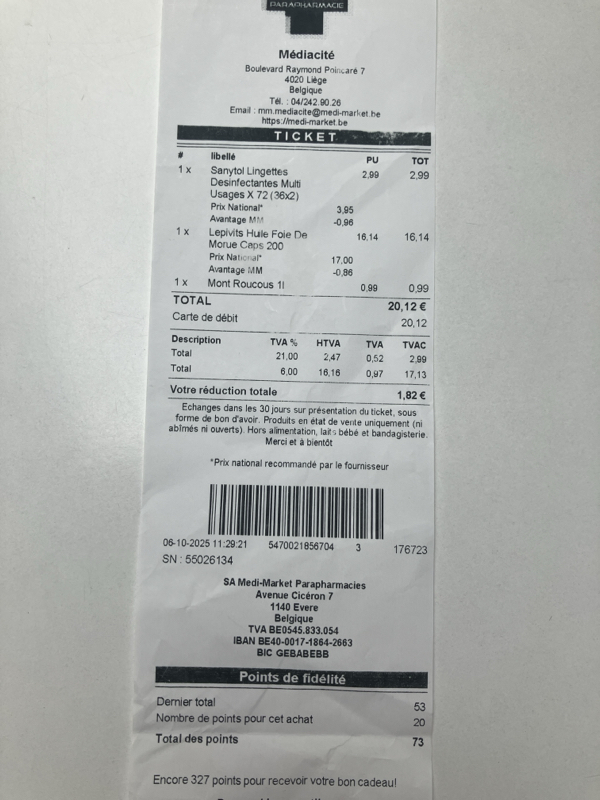 PARAPHARMACIE
Médiacité
Boulevard Raymond Poincaré 7
4020 Liège
Belgique
Tél. : 04/242.90.26
Email : mm.mediacite@medi-market.be
https://medi-market.be
TICKET
# libellé PU TOT
1 x Sanytol Lingettes 2,99 2,99
Desinfectantes Multi
Usages X 72 (36x2)
Prix National* 3,95
Avantage MM -0,96
1 x Lepivits Huile Foie De 16,14 16,14
Morue Caps 200
Prix National* 17,00
Avantage MM -0,86
1 x Mont Roucous 1l 0,99 0,99
TOTAL 20,12 €
Carte de débit 20,12
Description TVA % HTVA TVA TVAC
Total 21,00 2,47 0,52 2,99
Total 6,00 16,16 0,97 17,13
Votre réduction totale 1,82 €
Echanges dans les 30 jours sur présentation du ticket, sous
forme de bon d'avoir. Produits en état de vente uniquement (ni
abîmés ni ouverts). Hors alimentation, laits bébé et bandagisterie.
Merci et à bientôt
*Prix national recommandé par le fournisseur
06-10-2025 11:29:21 5470021856704 3 176723
SN : 55026134
SA Medi-Market Parapharmacies
Avenue Cicéron 7
1140 Evere
Belgique
TVA BE0545.833.054
IBAN BE40-0017-1864-2663
BIC GEBABEBB
Points de fidélité
Dernier total 53
Nombre de points pour cet achat 20
Total des points 73
Encore 327 points pour recevoir votre bon cadeau!